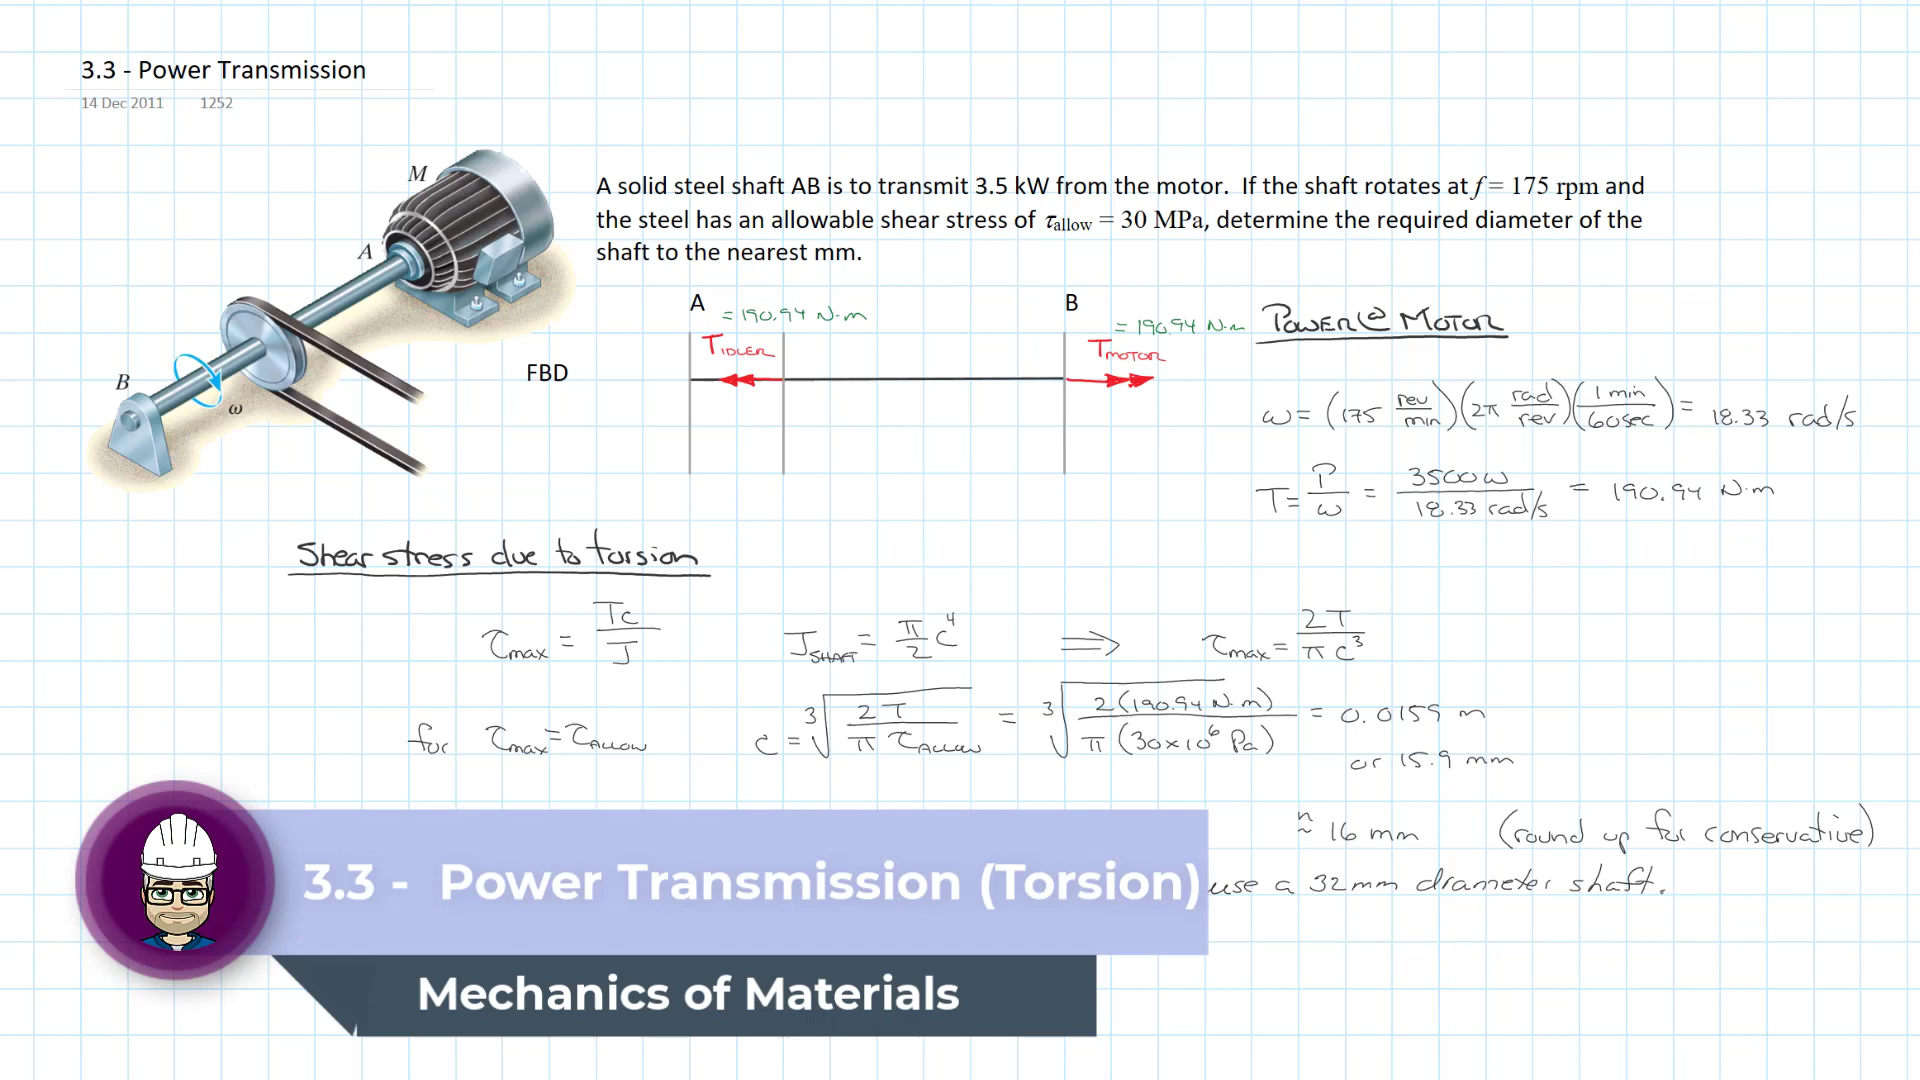 3.3 - Power Transmission
14 Dec 2011 1252
M
A
B
ω
A solid steel shaft AB is to transmit 3.5 kW from the motor. If the shaft rotates at f = 175 rpm and
the steel has an allowable shear stress of τallow = 30 MPa, determine the required diameter of the
shaft to the nearest mm.
A
= 190.94 N·m
TIDLER
B
= 190.94 N·m
TMOTOR
FBD
POWER @ MOTOR
ω = (175 rev/min)(2π rad/rev)(1 min/60 sec) = 18.33 rad/s
T = P/ω = 3500 W/18.33 rad/s = 190.94 N·m
Shear stress due to torsion
τmax = Tc/J JSHAFT = π/2 c⁴ ⇒ τmax = 2T/πc³
for τmax = τALLOW c = ³√(2T/π τALLOW) = ³√(2(190.94 N·m)/π(30x10⁶ Pa)) = 0.0159 m
or 15.9 mm
≈ 16 mm (round up for conservative)
use a 32mm diameter shaft.
3.3 - Power Transmission (Torsion)
Mechanics of Materials